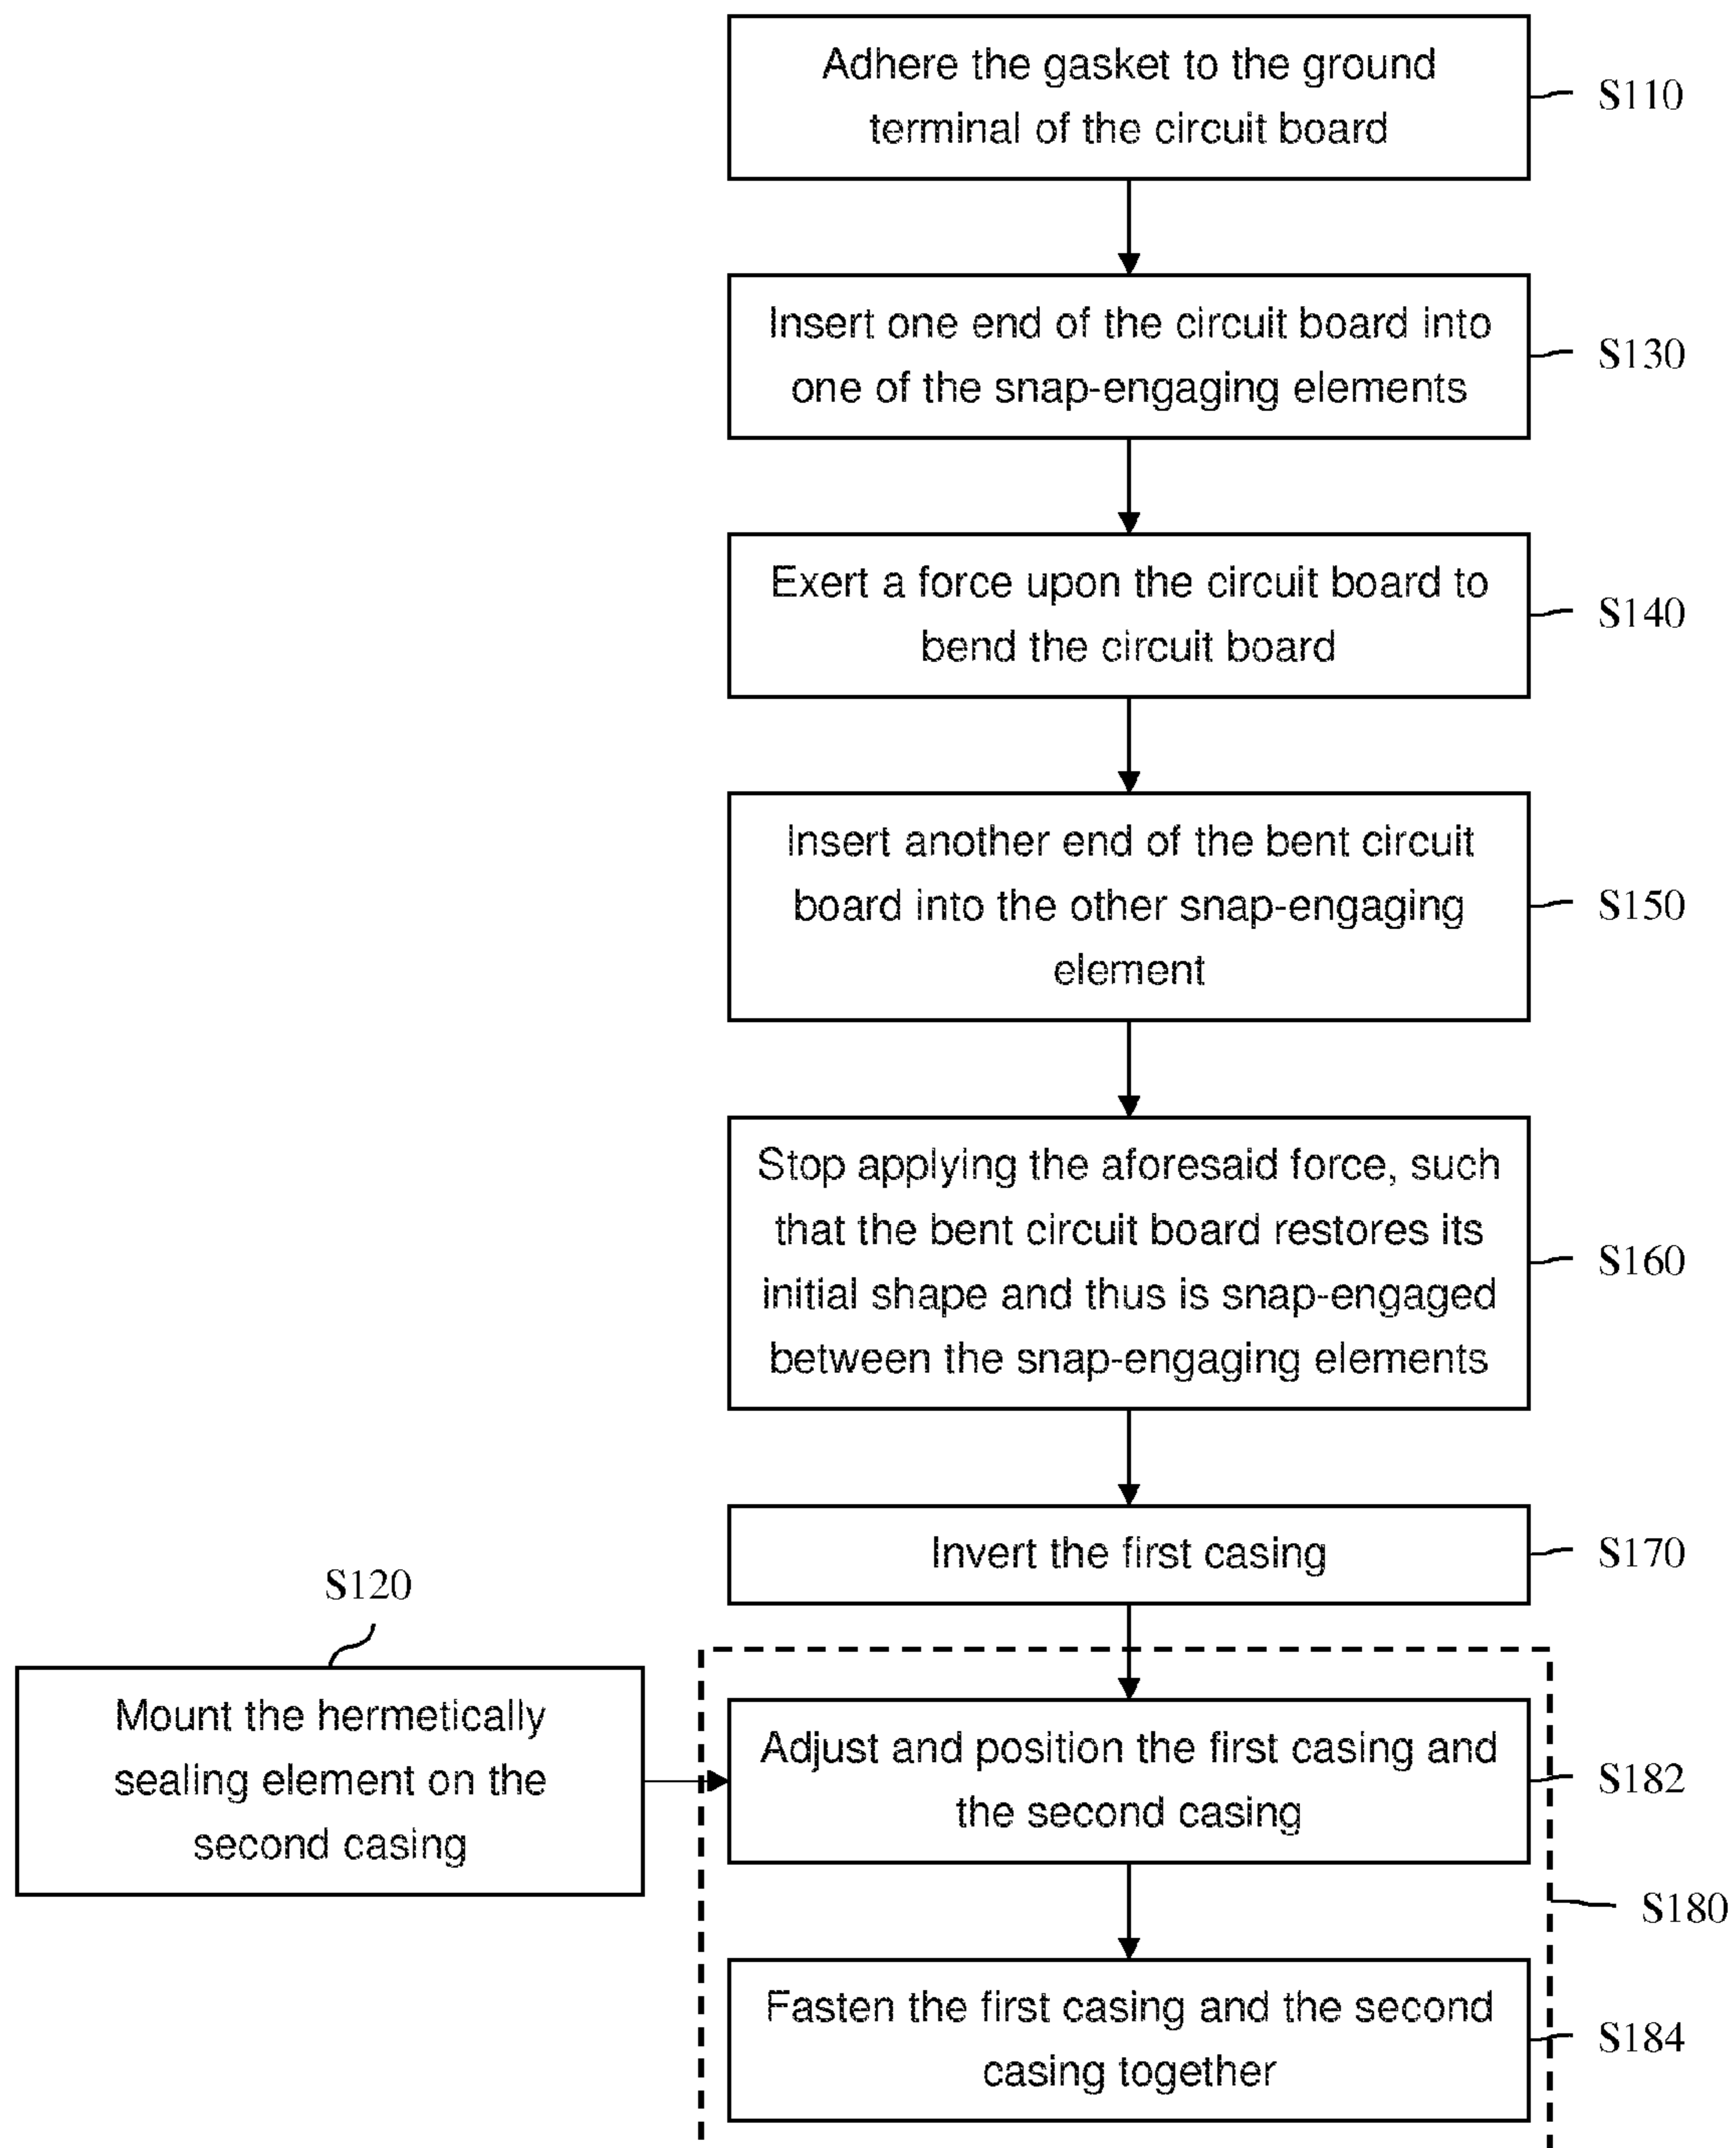 Adhere the gasket to the ground
terminal of the circuit board
S110
Insert one end of the circuit board into
one of the snap-engaging elements
S130
Exert a force upon the circuit board to
bend the circuit board
S140
Insert another end of the bent circuit
board into the other snap-engaging
element
S150
Stop applying the aforesaid force, such
that the bent circuit board restores its
initial shape and thus is snap-engaged
between the snap-engaging elements
S160
Invert the first casing
S170
S120
Mount the hermetically
sealing element on the
second casing
Adjust and position the first casing and
the second casing
S182
S180
Fasten the first casing and the second
casing together
S184